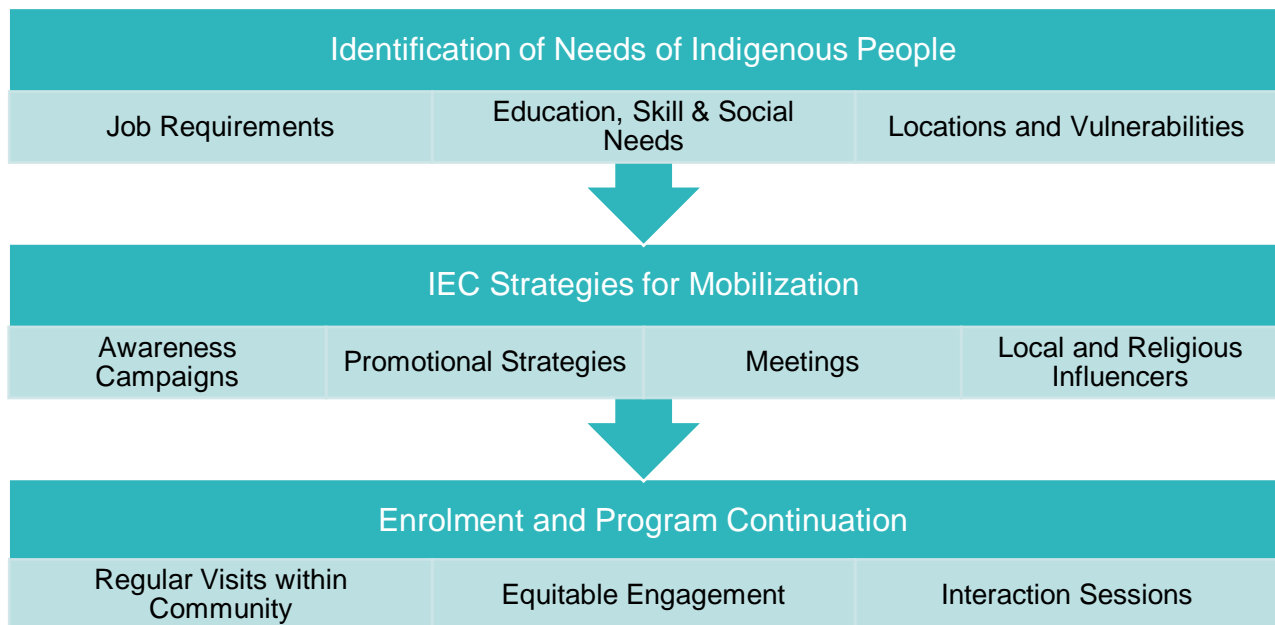 Identification of Needs of Indigenous People
Job Requirements
Education, Skill & Social
Needs
Locations and Vulnerabilities
IEC Strategies for Mobilization
Awareness
Campaigns
Promotional Strategies
Meetings
Local and Religious
Influencers
Enrolment and Program Continuation
Regular Visits within
Community
Equitable Engagement
Interaction Sessions